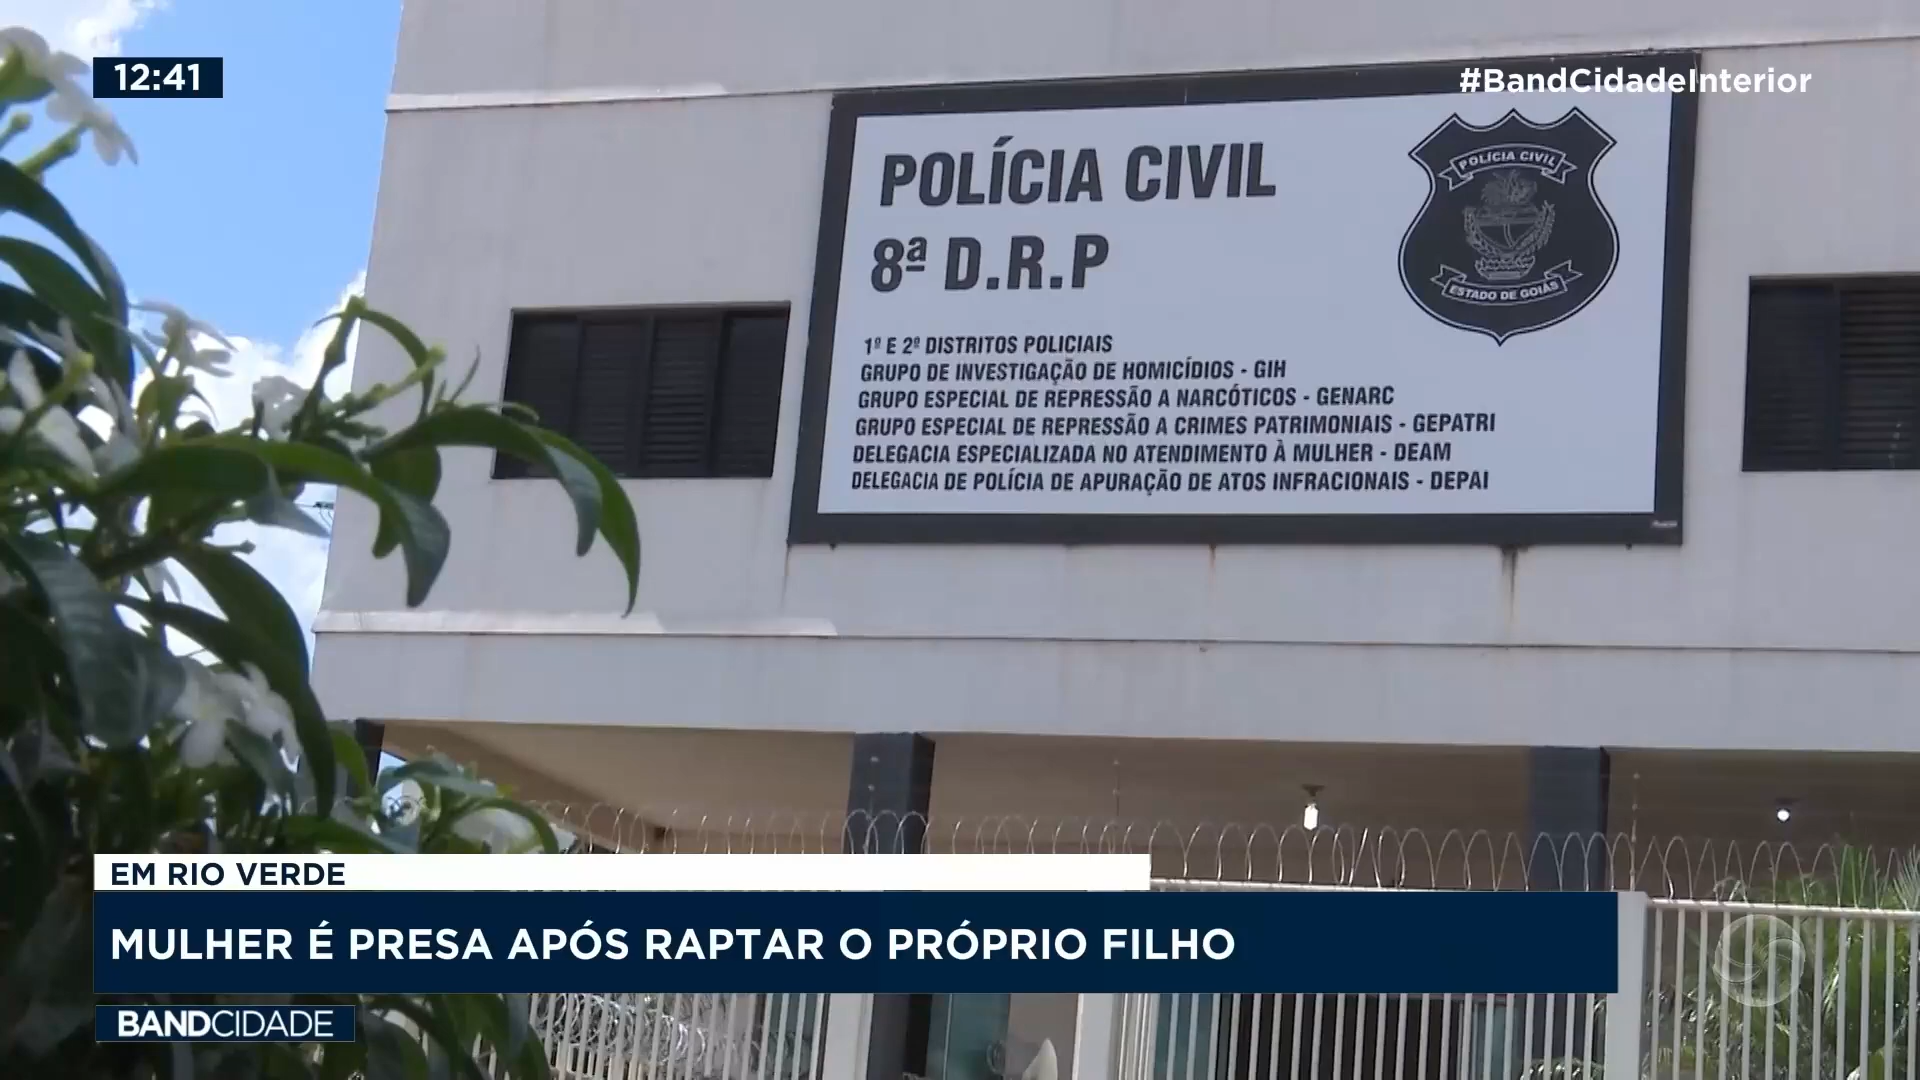 12:41
#BandCidadeInterior
POLÍCIA CIVIL
8ª D.R.P
POLÍCIA CIVIL
ESTADO DE GOIÁS
1º E 2º DISTRITOS POLICIAIS
GRUPO DE INVESTIGAÇÃO DE HOMICÍDIOS - GIH
GRUPO ESPECIAL DE REPRESSÃO A NARCÓTICOS - GENARC
GRUPO ESPECIAL DE REPRESSÃO A CRIMES PATRIMONIAIS - GEPATRI
DELEGACIA ESPECIALIZADA NO ATENDIMENTO À MULHER - DEAM
DELEGACIA DE POLÍCIA DE APURAÇÃO DE ATOS INFRACIONAIS - DEPAI
EM RIO VERDE
MULHER É PRESA APÓS RAPTAR O PRÓPRIO FILHO
BANDCIDADE